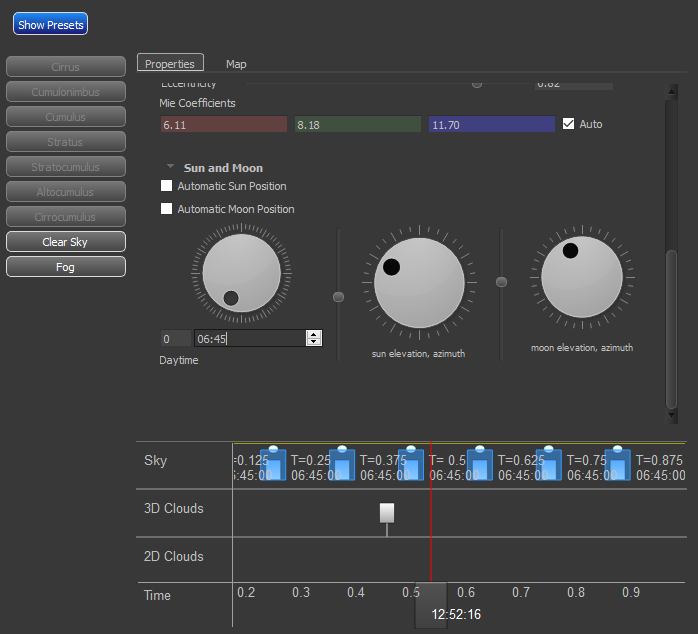 Show Presets
Cirrus
Cumulonimbus
Cumulus
Stratus
Stratocumulus
Altocumulus
Cirrocumulus
Clear Sky
Fog
Properties Map
Eccentricity 0.82
Mie Coefficients
6.11 8.18 11.70 Auto
Sun and Moon
Automatic Sun Position
Automatic Moon Position
0 06:45
Daytime
sun elevation, azimuth
moon elevation, azimuth
Sky
=0.125 T=0.25 T=0.375 T= 0.5 T=0.625 T=0.75 T=0.875
:45:00 06:45:00 06:45:00 06:45:00 06:45:00 06:45:00 06:45:00
3D Clouds
2D Clouds
Time 0.2 0.3 0.4 0.5 0.6 0.7 0.8 0.9
12:52:16